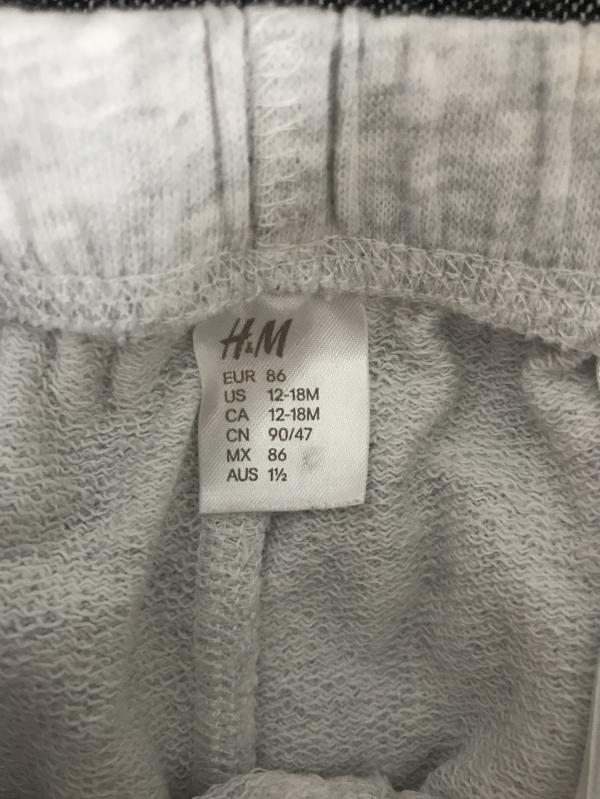 H&M
EUR 86
US 12-18M
CA 12-18M
CN 90/47
MX 86
AUS 1½